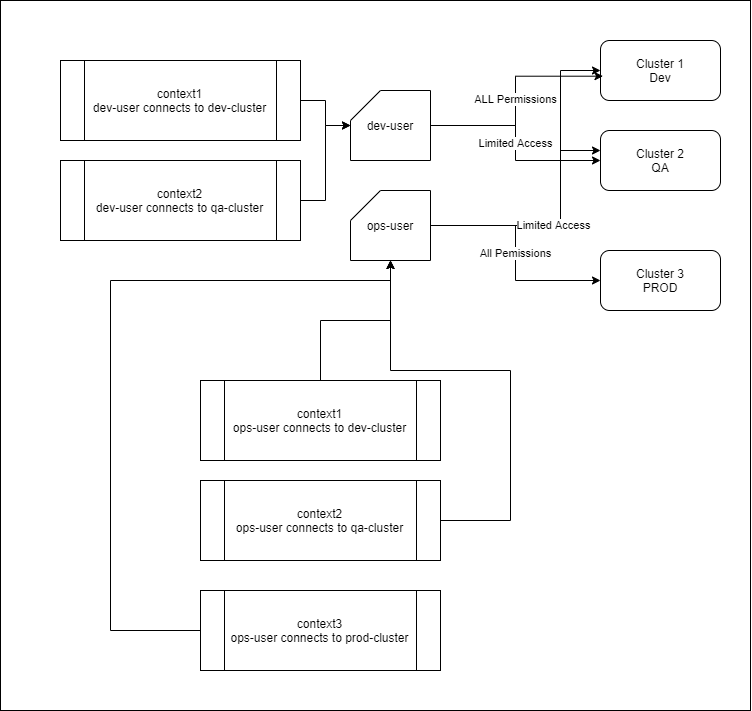 context1
dev-user connects to dev-cluster
context2
dev-user connects to qa-cluster
dev-user
ops-user
ALL Permissions
Limited Access
Limited Access
All Pemissions
Cluster 1
Dev
Cluster 2
QA
Cluster 3
PROD
context1
ops-user connects to dev-cluster
context2
ops-user connects to qa-cluster
context3
ops-user connects to prod-cluster